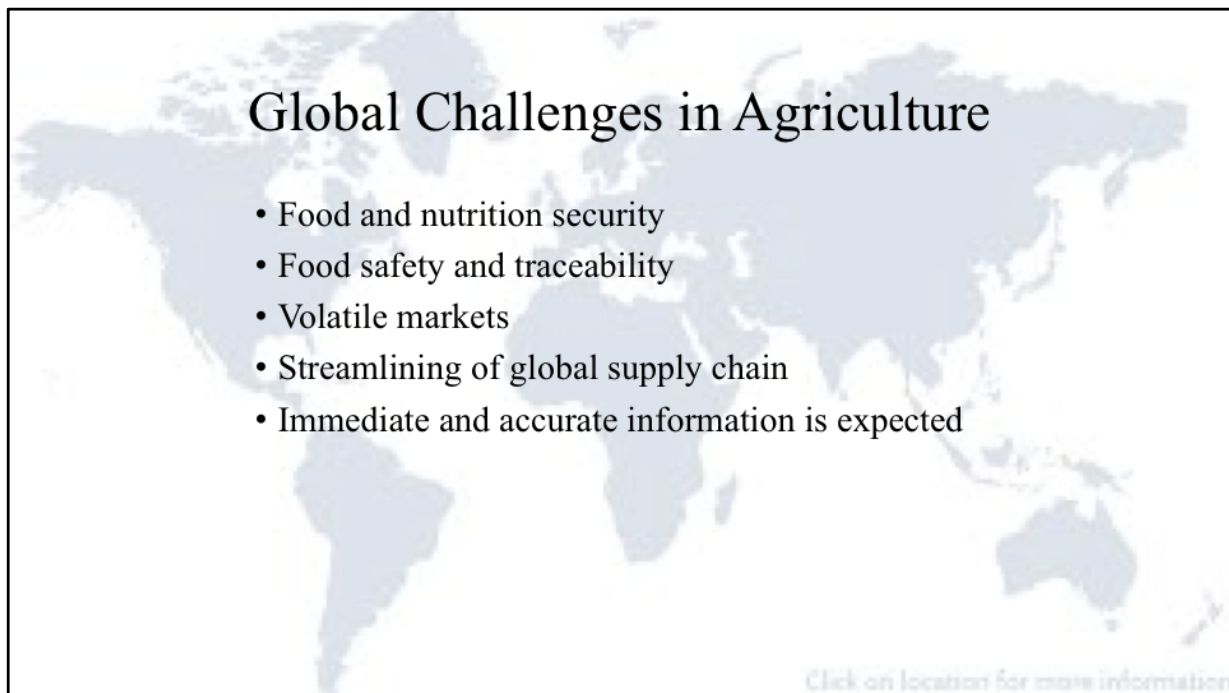 Global Challenges in Agriculture
• Food and nutrition security
• Food safety and traceability
• Volatile markets
• Streamlining of global supply chain
• Immediate and accurate information is expected
Click on location for more information